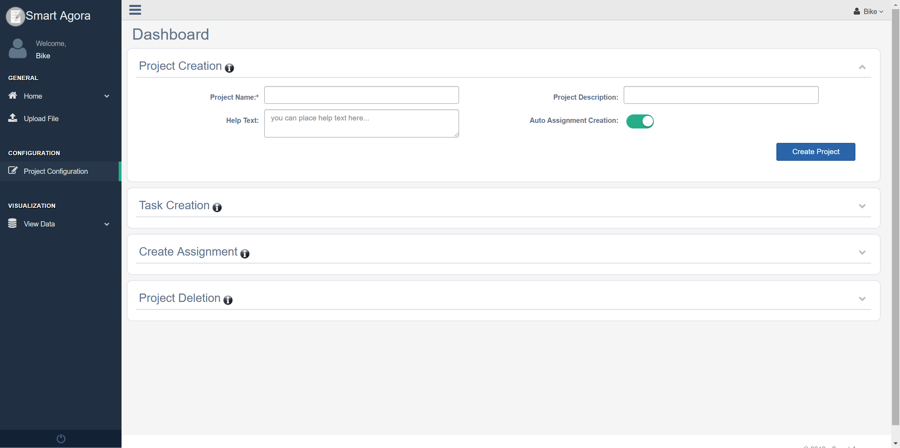 Smart Agora
Bike
Welcome,
Bike
Dashboard
GENERAL
Home
Upload File
CONFIGURATION
Project Configuration
VISUALIZATION
View Data
Project Creation
Project Name:*
Project Description:
Help Text:
you can place help text here...
Auto Assignment Creation:
Create Project
Task Creation
Create Assignment
Project Deletion